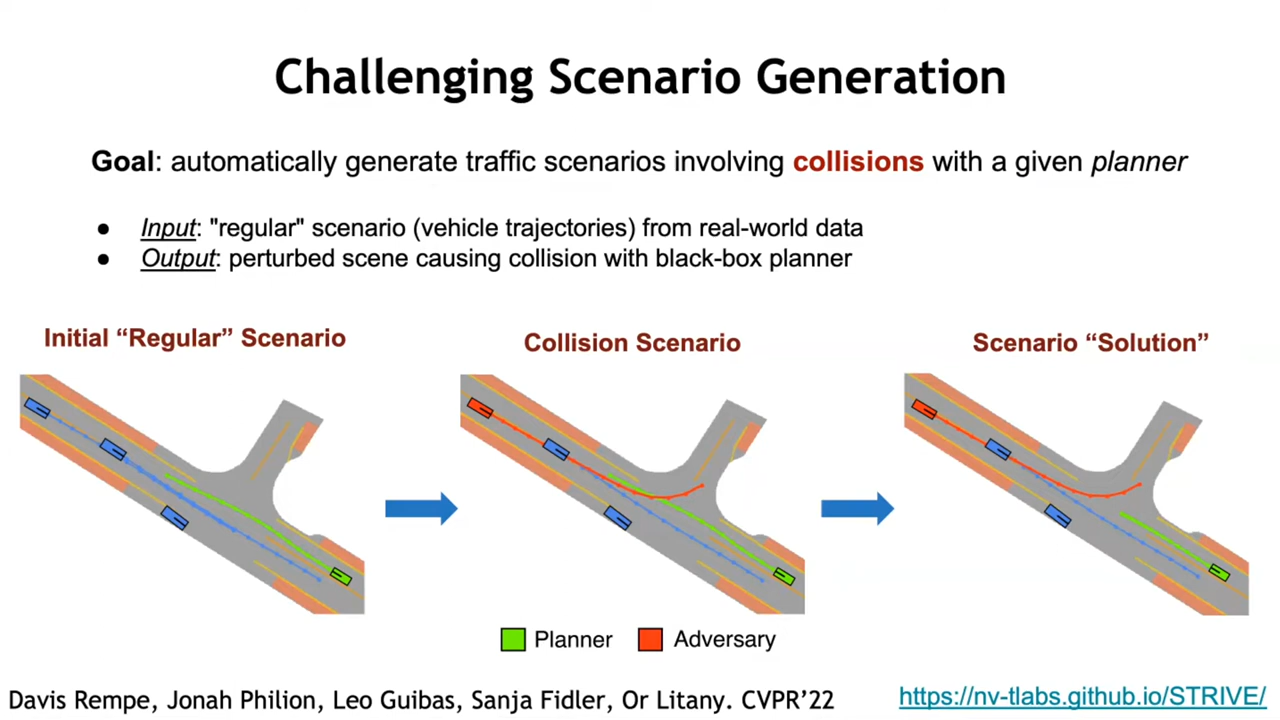 Challenging Scenario Generation
Goal: automatically generate traffic scenarios involving collisions with a given planner
● Input: "regular" scenario (vehicle trajectories) from real-world data
● Output: perturbed scene causing collision with black-box planner
Initial “Regular” Scenario
Collision Scenario
Scenario “Solution”
Planner
Adversary
Davis Rempe, Jonah Philion, Leo Guibas, Sanja Fidler, Or Litany. CVPR’22
https://nv-tlabs.github.io/STRIVE/